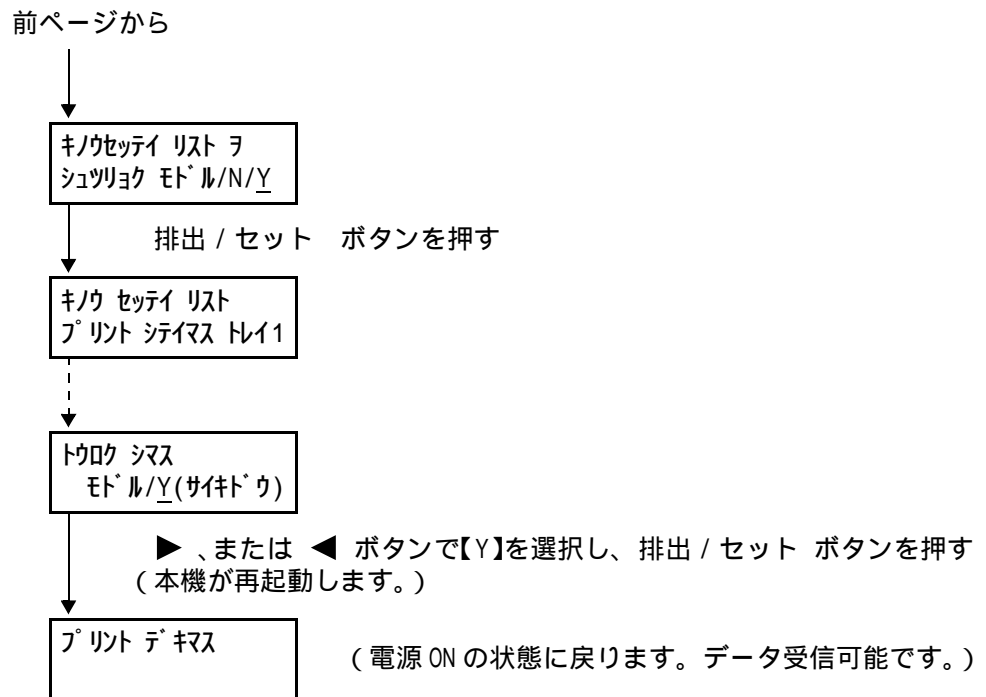 前ページから
ｷﾉｳｾｯﾃｲ ﾘｽﾄ ｦ
ｼｭﾂﾘｮｸ ﾓﾄﾞﾙ/N/Y
排出 / セット　ボタンを押す
ｷﾉｳ ｾｯﾃｲ ﾘｽﾄ
ﾌﾟﾘﾝﾄ ｼﾃｲﾏｽ ﾄﾚｲ1
ﾄｳﾛｸ ｼﾏｽ
ﾓﾄﾞﾙ/Y(ｻｲｷﾄﾞｳ)
▶ 、または ◀ ボタンで【Y】を選択し、排出 / セット ボタンを押す
( 本機が再起動します。)
ﾌﾟﾘﾝﾄ ﾃﾞｷﾏｽ
( 電源 ON の状態に戻ります。データ受信可能です。)